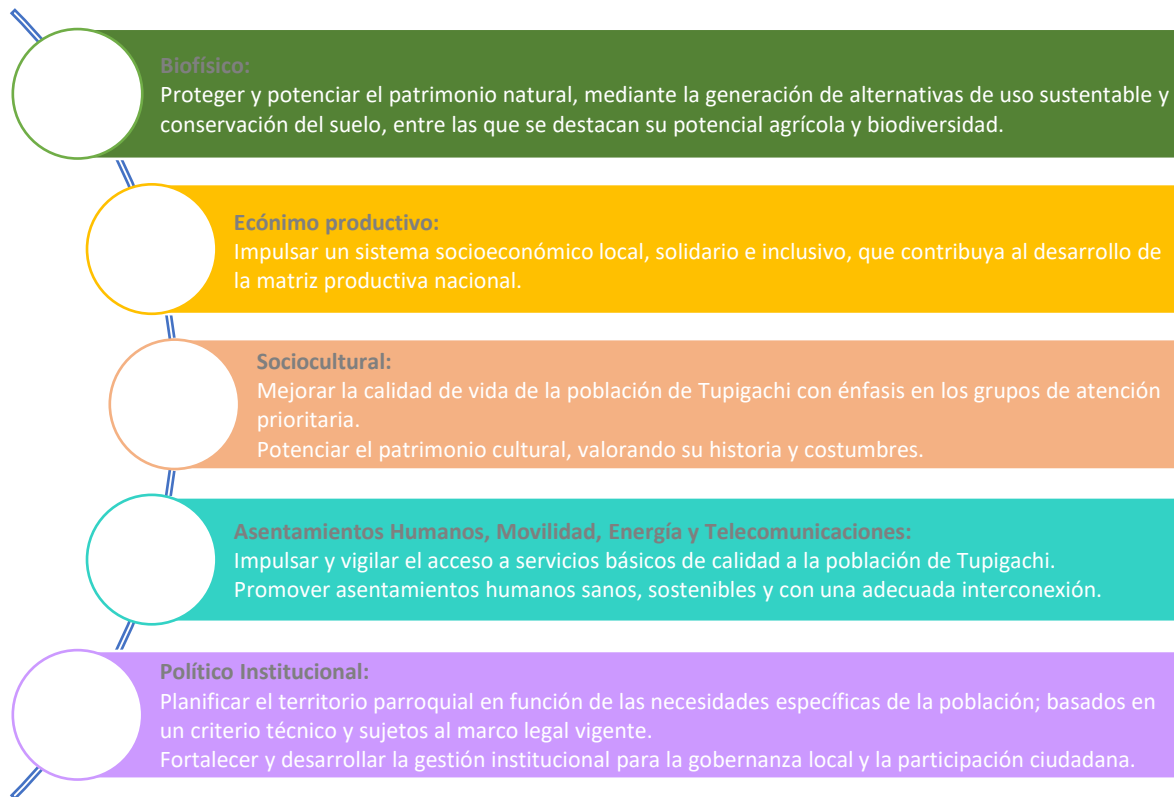 Biofísico:
Proteger y potenciar el patrimonio natural, mediante la generación de alternativas de uso sustentable y
conservación del suelo, entre las que se destacan su potencial agrícola y biodiversidad.
Ecónimo productivo:
Impulsar un sistema socioeconómico local, solidario e inclusivo, que contribuya al desarrollo de
la matriz productiva nacional.
Sociocultural:
Mejorar la calidad de vida de la población de Tupigachi con énfasis en los grupos de atención
prioritaria.
Potenciar el patrimonio cultural, valorando su historia y costumbres.
Asentamientos Humanos, Movilidad, Energía y Telecomunicaciones:
Impulsar y vigilar el acceso a servicios básicos de calidad a la población de Tupigachi.
Promover asentamientos humanos sanos, sostenibles y con una adecuada interconexión.
Político Institucional:
Planificar el territorio parroquial en función de las necesidades específicas de la población; basados en
un criterio técnico y sujetos al marco legal vigente.
Fortalecer y desarrollar la gestión institucional para la gobernanza local y la participación ciudadana.